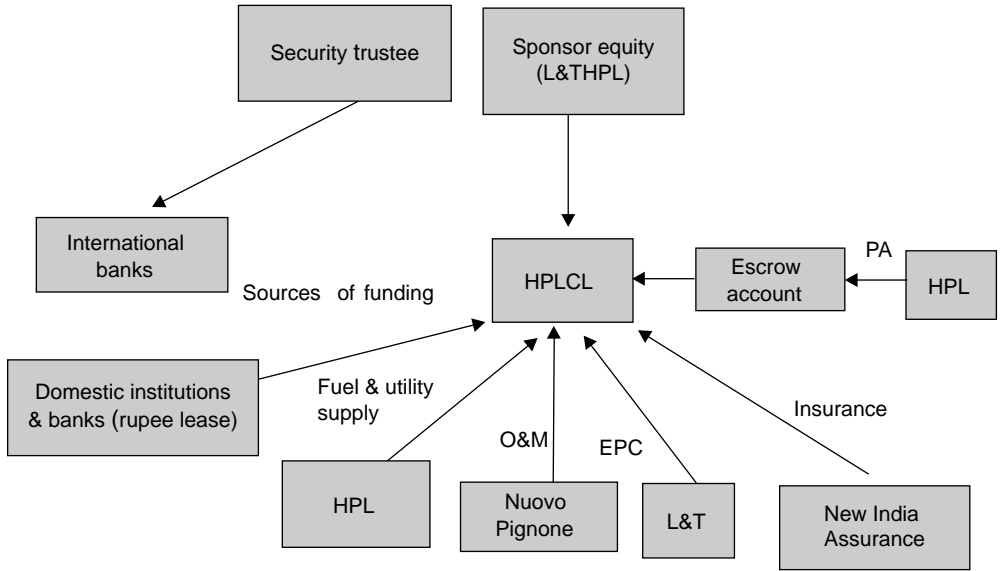 Security trustee
Sponsor equity
(L&THPL)
International
banks
HPLCL
Escrow
account
PA
HPL
Sources of funding
Domestic institutions
& banks (rupee lease)
Fuel & utility
supply
O&M
EPC
Insurance
HPL
Nuovo
Pignone
L&T
New India
Assurance